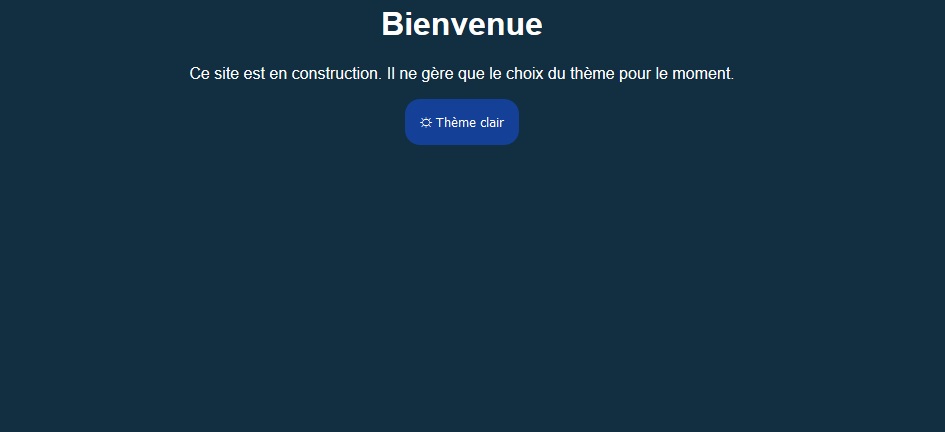 Bienvenue
Ce site est en construction. Il ne gère que le choix du thème pour le moment.
☼ Thème clair